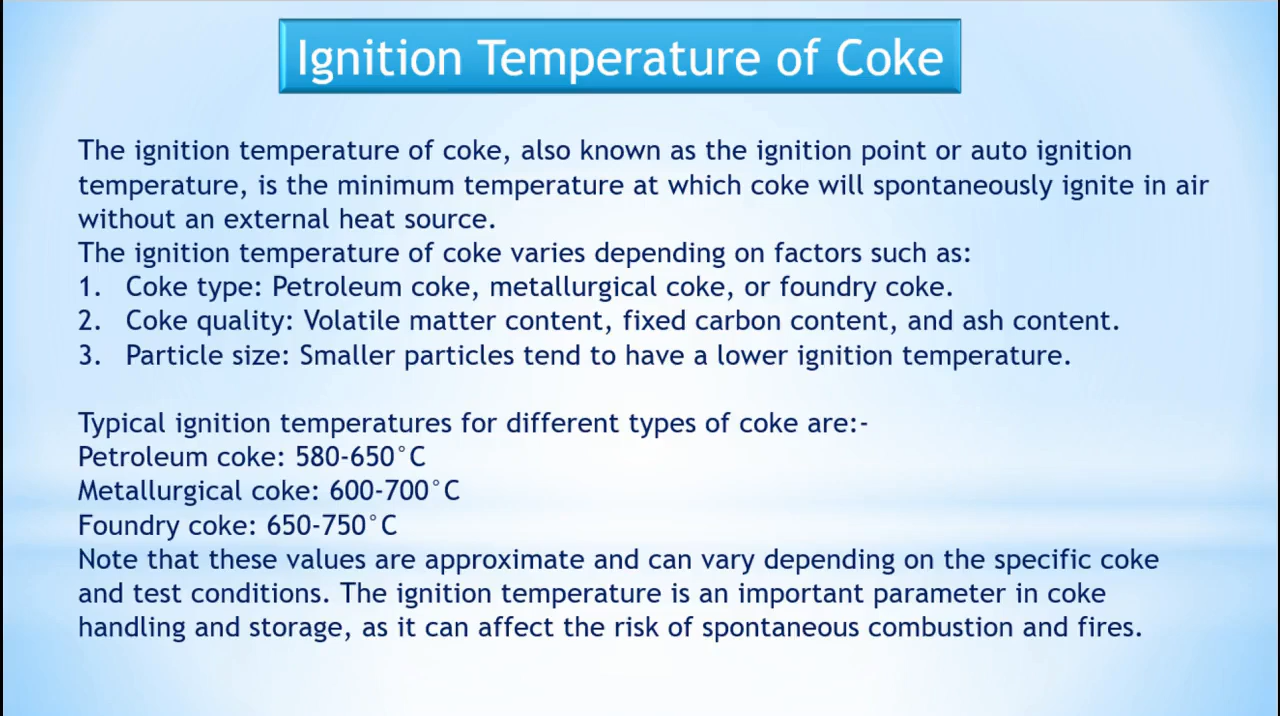 Ignition Temperature of Coke
The ignition temperature of coke, also known as the ignition point or auto ignition
temperature, is the minimum temperature at which coke will spontaneously ignite in air
without an external heat source.
The ignition temperature of coke varies depending on factors such as:
1. Coke type: Petroleum coke, metallurgical coke, or foundry coke.
2. Coke quality: Volatile matter content, fixed carbon content, and ash content.
3. Particle size: Smaller particles tend to have a lower ignition temperature.
Typical ignition temperatures for different types of coke are:-
Petroleum coke: 580-650°C
Metallurgical coke: 600-700°C
Foundry coke: 650-750°C
Note that these values are approximate and can vary depending on the specific coke
and test conditions. The ignition temperature is an important parameter in coke
handling and storage, as it can affect the risk of spontaneous combustion and fires.